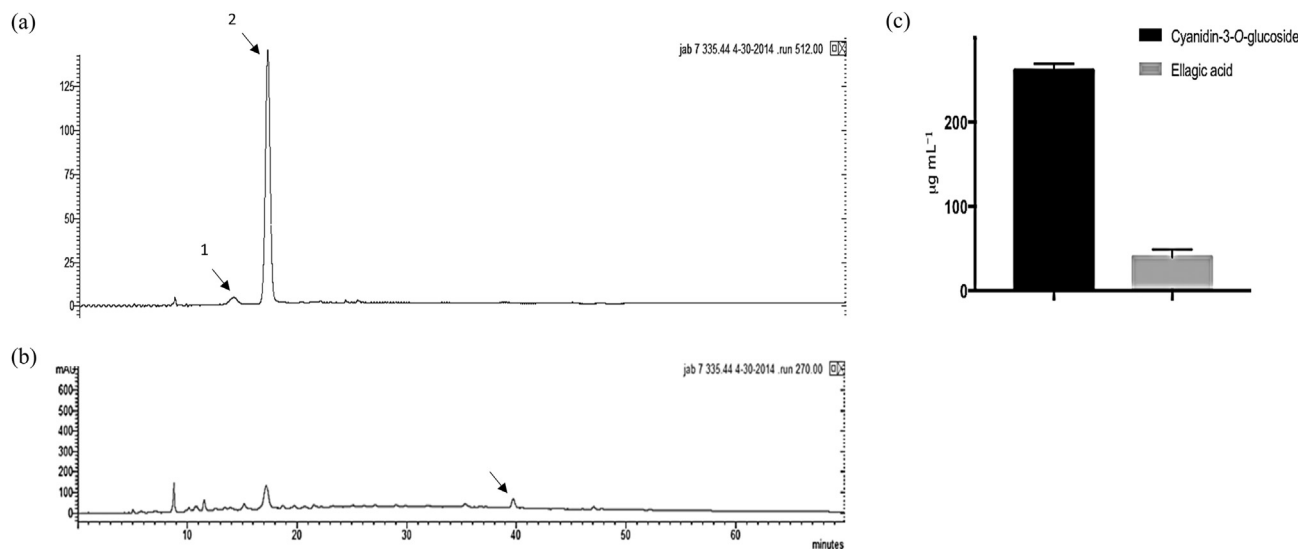 (a)
2
1
jab 7 335.44 4-30-2014 .run 512.00
125
100
75
50
25
0
(b)
mAU
jab 7 335.44 4-30-2014 .run 270.00
600
500
400
300
200
100
0
10
20
30
40
50
60
minutes
(c)
Cyanidin-3-O-glucoside
Ellagic acid
µg mL⁻¹
200
100
0